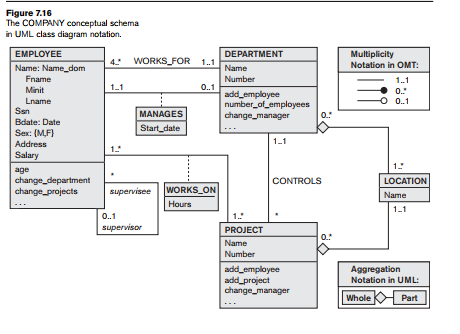 Figure 7.16
The COMPANY conceptual schema
in UML class diagram notation.
EMPLOYEE
Name: Name_dom
Fname
Minit
Lname
Ssn
Bdate: Date
Sex: {M,F}
Address
Salary
age
change_department
change_projects
. . .
4..*
WORKS_FOR
1..1
1..1
0..1
MANAGES
Start_date
1..*
*
supervisee
0..1
supervisor
WORKS_ON
Hours
1..*
DEPARTMENT
Name
Number
add_employee
number_of_employees
change_manager
. . .
0..*
1..1
CONTROLS
*
PROJECT
Name
Number
add_employee
add_project
change_manager
. . .
0..*
Multiplicity
Notation in OMT:
1..1
0..*
0..1
1..*
LOCATION
Name
1..1
Aggregation
Notation in UML:
Whole
Part